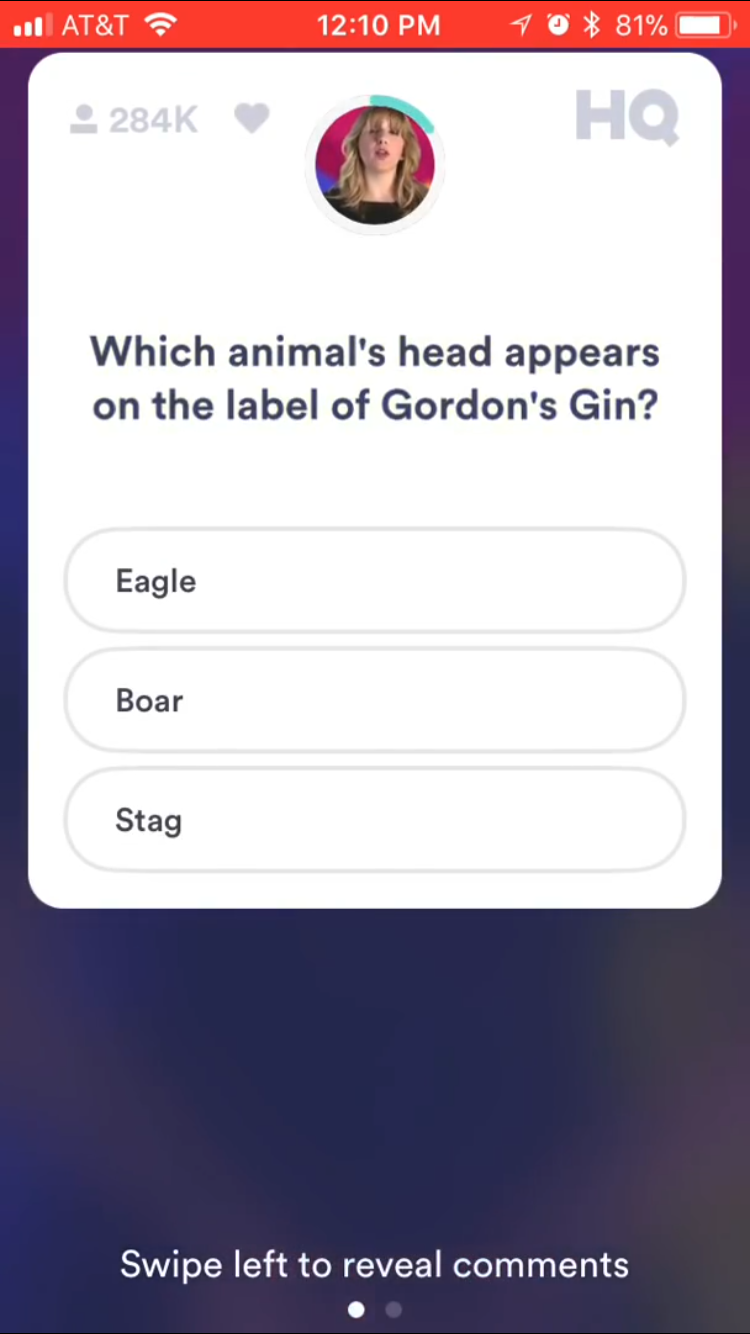 AT&T 12:10 PM 81%
284K HQ
Which animal's head appears
on the label of Gordon's Gin?
Eagle
Boar
Stag
Swipe left to reveal comments